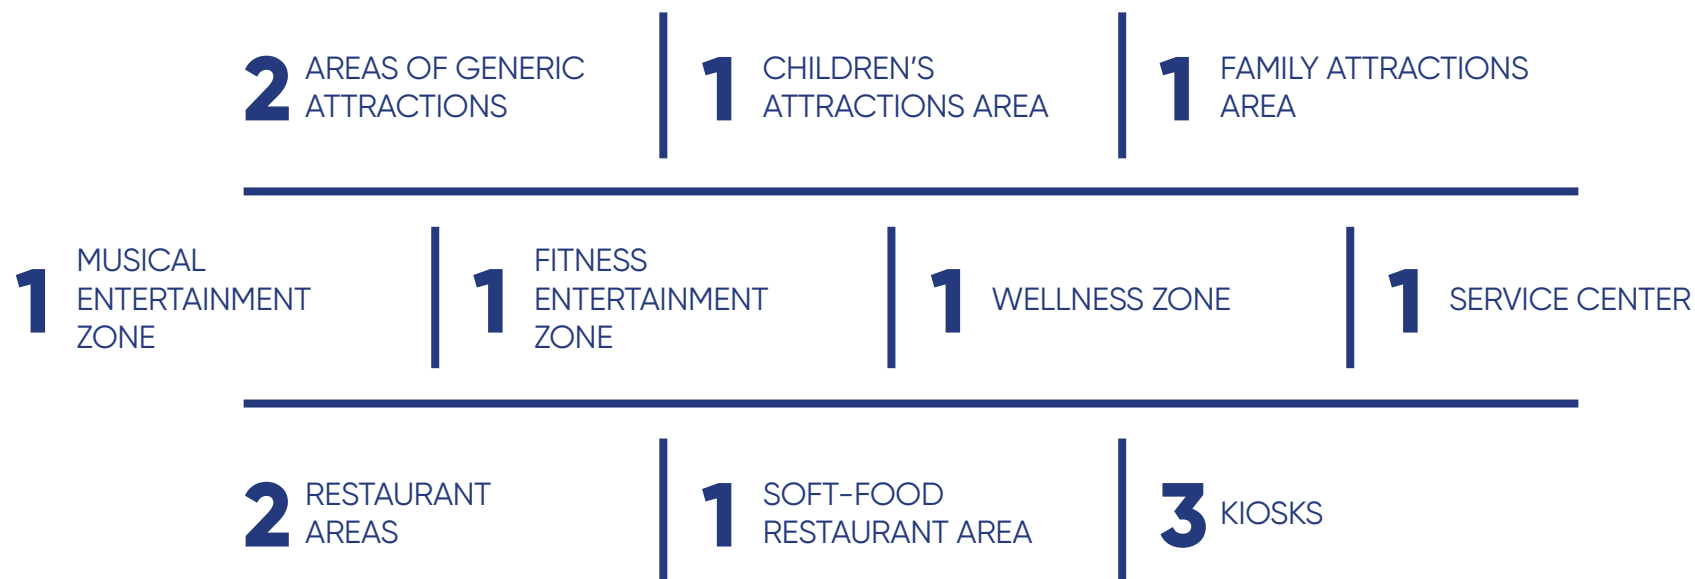 2 AREAS OF GENERIC
ATTRACTIONS
1 CHILDREN'S
ATTRACTIONS AREA
1 FAMILY ATTRACTIONS
AREA
1 MUSICAL
ENTERTAINMENT
ZONE
1 FITNESS
ENTERTAINMENT
ZONE
1 WELLNESS ZONE
1 SERVICE CENTER
2 RESTAURANT
AREAS
1 SOFT-FOOD
RESTAURANT AREA
3 KIOSKS